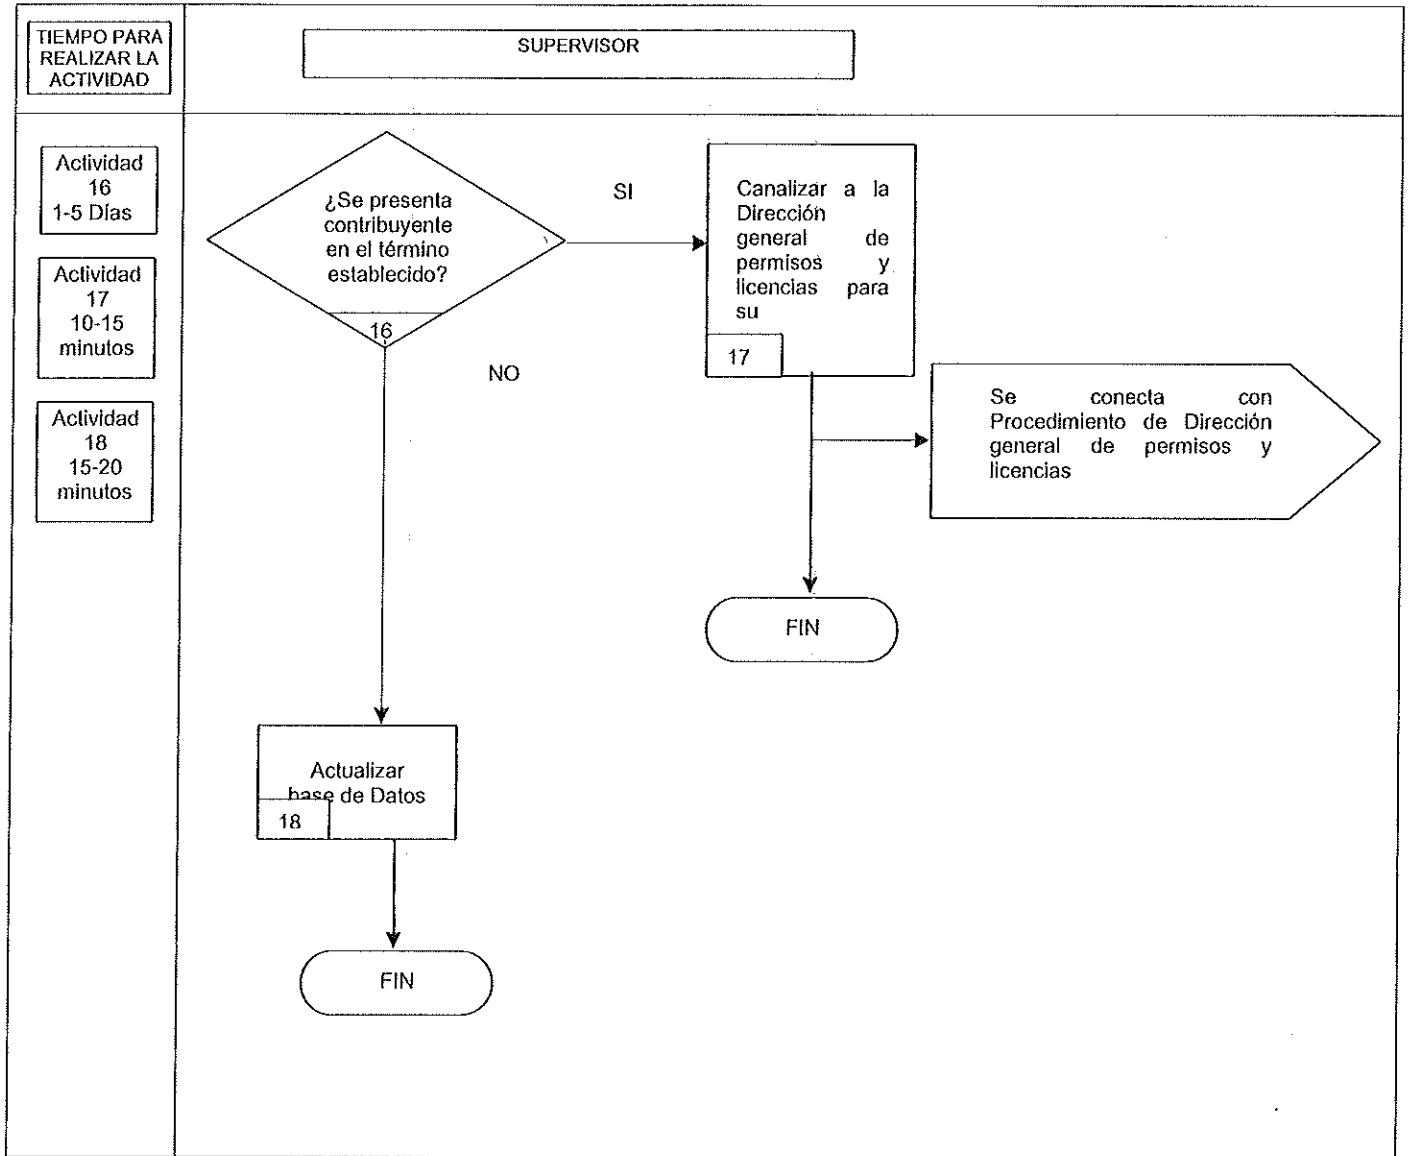 TIEMPO PARA
REALIZAR LA
ACTIVIDAD
SUPERVISOR
Actividad
16
1-5 Días
Actividad
17
10-15
minutos
Actividad
18
15-20
minutos
¿Se presenta
contribuyente
en el término
establecido?
16
SI
NO
Canalizar a la
Dirección
general de
permisos y
licencias para
su
17
Se conecta con
Procedimiento de Dirección
general de permisos y
licencias
FIN
Actualizar
base de Datos
18
FIN